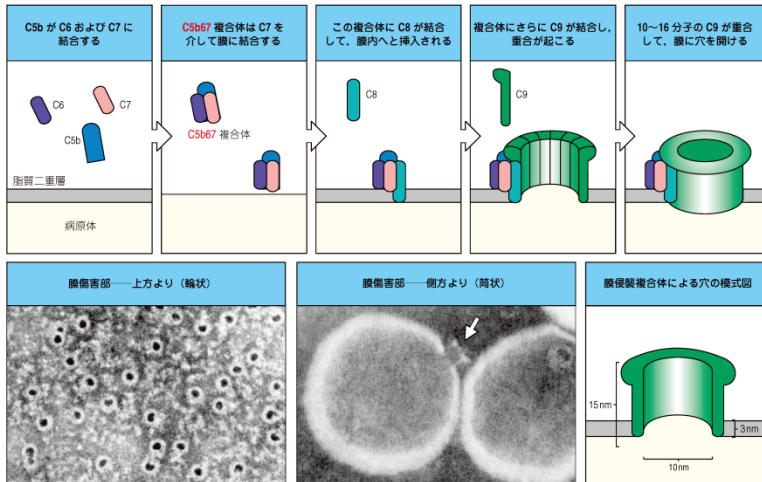 C5b が C6 および C7 に
結合する
C5b67 複合体は C7 を
介して膜に結合する
この複合体に C8 が結合
して，膜内へと挿入される
複合体にさらに C9 が結合し，
重合が起こる
10〜16 分子の C9 が重合
して，膜に穴を開ける
C6
C7
C5b
脂質二重層
病原体
C5b67 複合体
C8
C9
膜傷害部──上方より（輪状）
膜傷害部──側方より（筒状）
膜侵襲複合体による穴の模式図
15nm
3nm
10nm